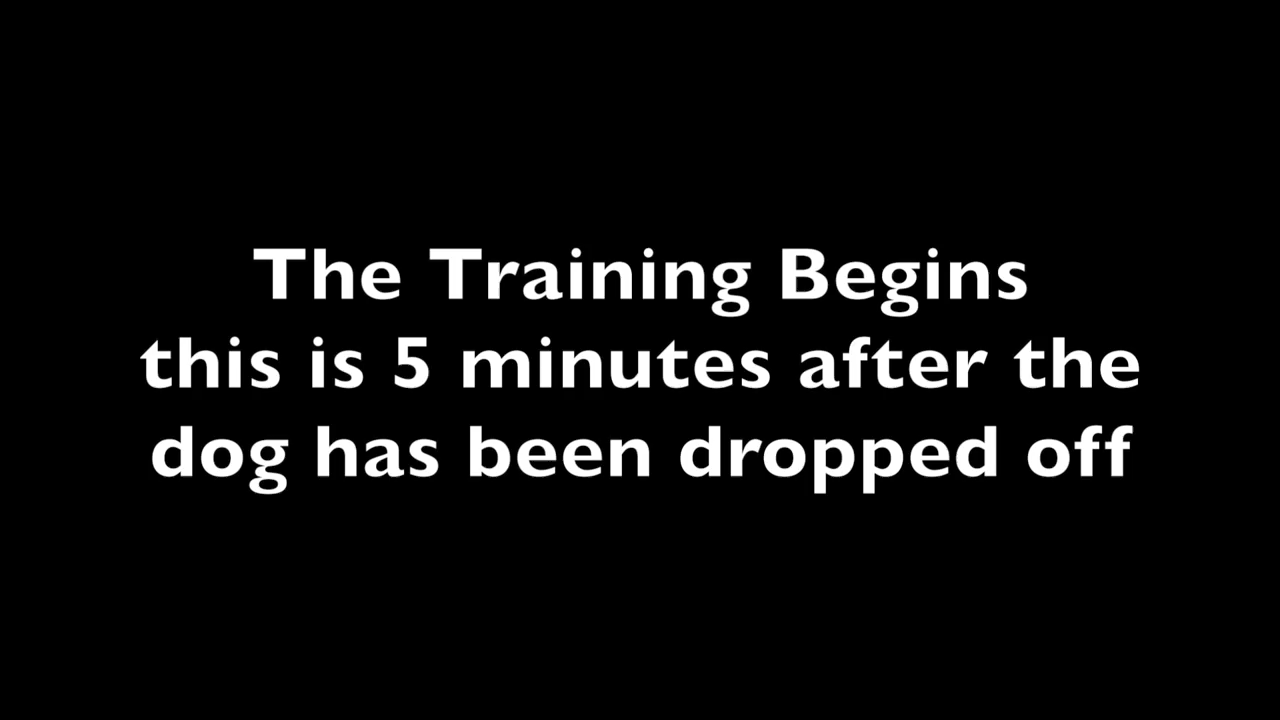 The Training Begins
this is 5 minutes after the
dog has been dropped off